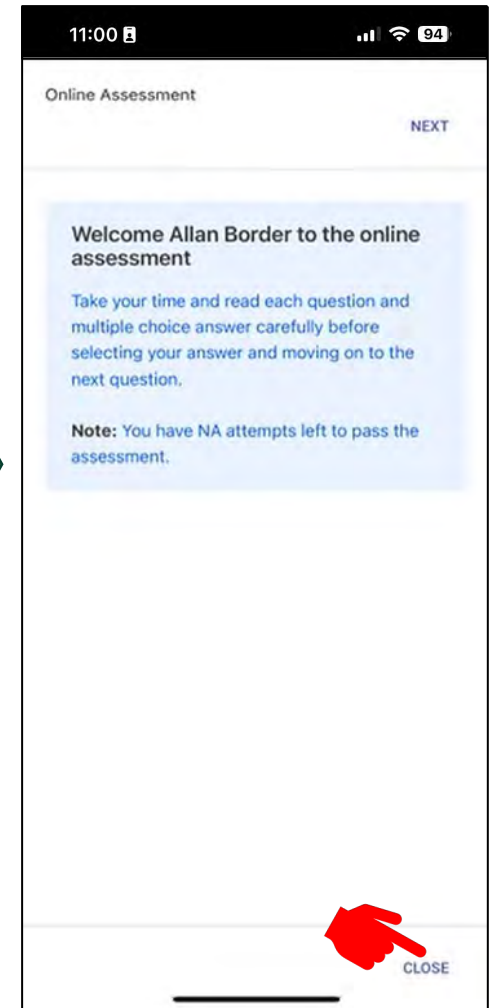 11:00
94
Online Assessment
NEXT
Welcome Allan Border to the online
assessment
Take your time and read each question and
multiple choice answer carefully before
selecting your answer and moving on to the
next question.
Note: You have NA attempts left to pass the
assessment.
CLOSE